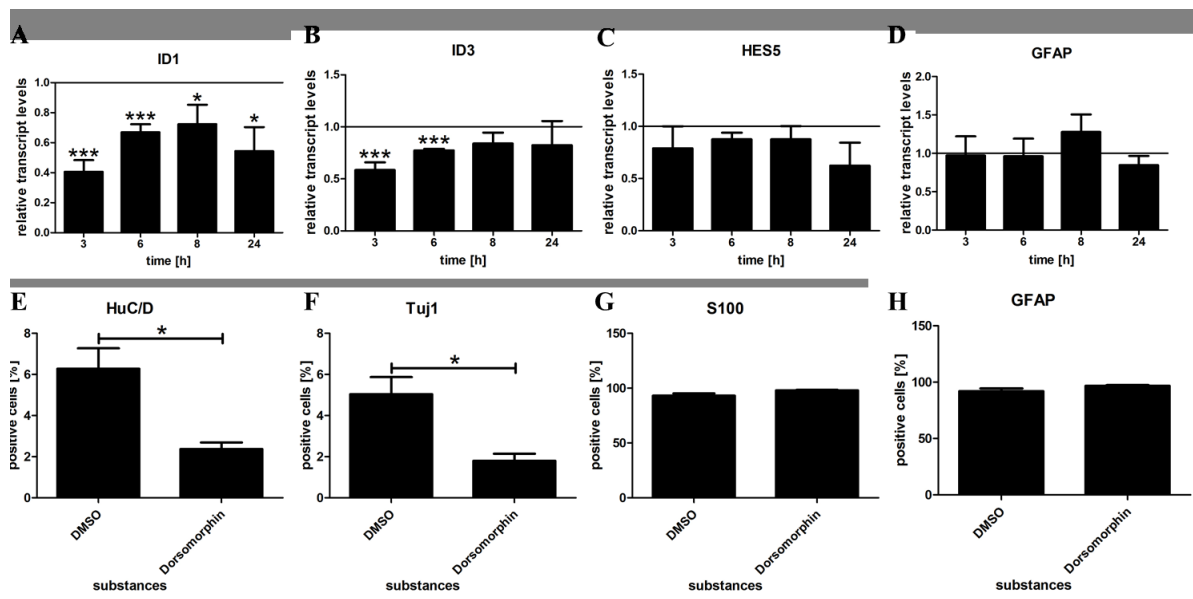 A
ID1
relative transcript levels
1.0
0.8
0.6
0.4
0.2
0.0
***
***
*
*
3 6 8 24
time [h]
B
ID3
relative transcript levels
1.5
1.0
0.5
0.0
***
***
3 6 8 24
time [h]
C
HES5
relative transcript levels
1.5
1.0
0.5
0.0
3 6 8 24
time [h]
D
GFAP
relative transcript levels
2.0
1.5
1.0
0.5
0.0
3 6 8 24
time [h]
E
HuC/D
positive cells [%]
8
6
4
2
0
*
DMSO
Dorsomorphin
substances
F
Tuj1
positive cells [%]
8
6
4
2
0
*
DMSO
Dorsomorphin
substances
G
S100
positive cells [%]
150
100
50
0
DMSO
Dorsomorphin
substances
H
GFAP
positive cells [%]
150
100
50
0
DMSO
Dorsomorphin
substances